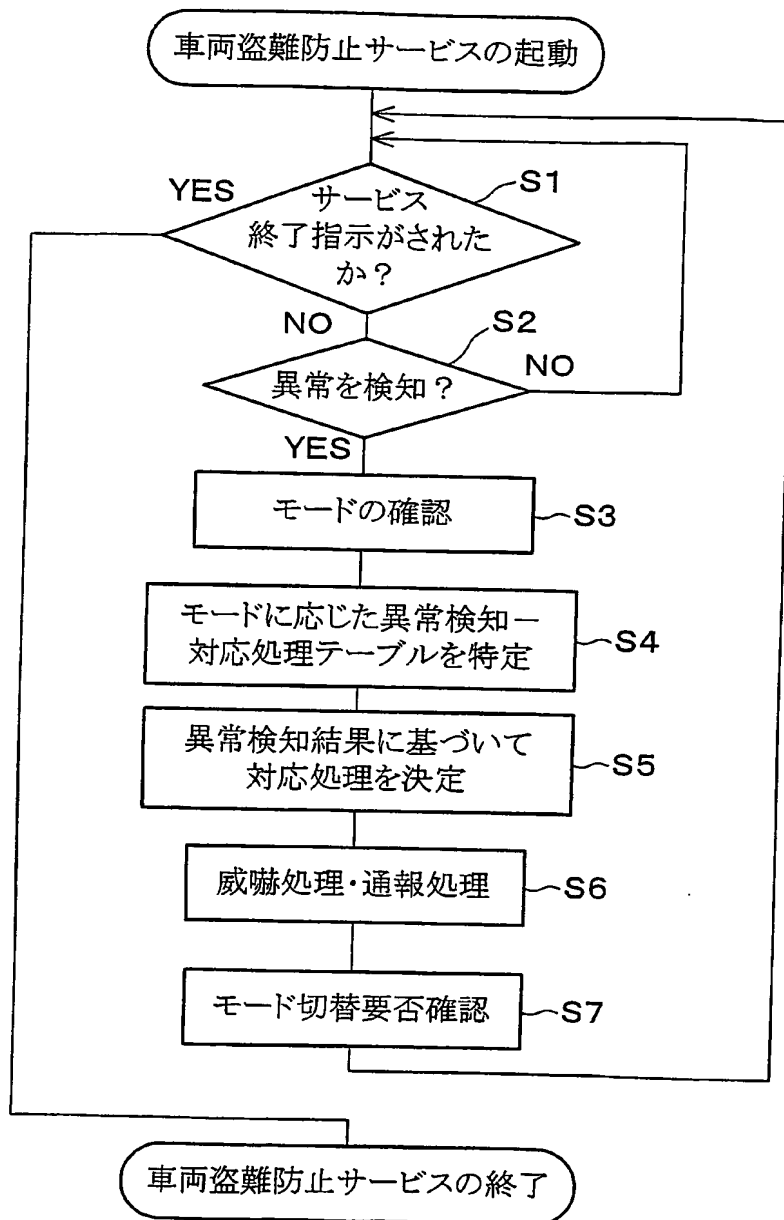 車両盗難防止サービスの起動
YES
S1
サービス
終了指示がされた
か?
NO
S2
異常を検知?
NO
YES
モードの確認
S3
モードに応じた異常検知－
対応処理テーブルを特定
S4
異常検知結果に基づいて
対応処理を決定
S5
威嚇処理・通報処理
S6
モード切替要否確認
S7
車両盗難防止サービスの終了